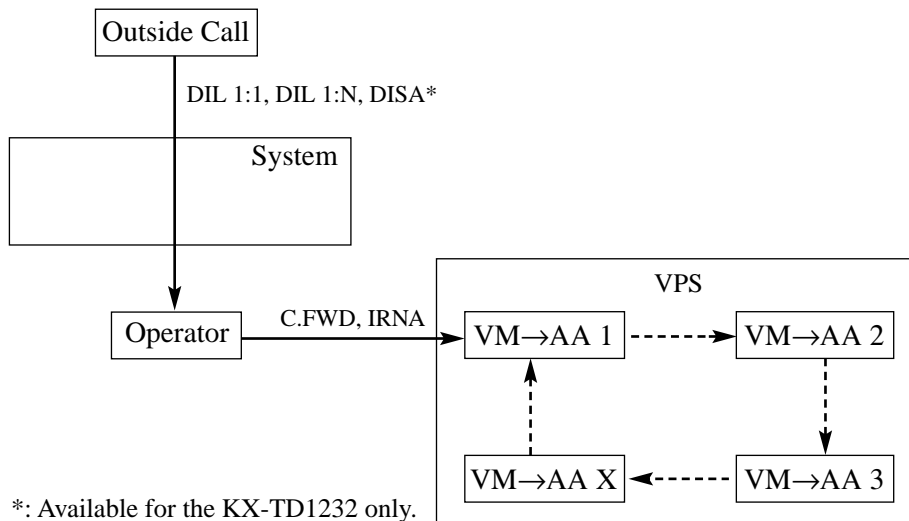 Outside Call
DIL 1:1, DIL 1:N, DISA*
System
VPS
Operator
C.FWD, IRNA
VM→AA 1
VM→AA 2
VM→AA X
VM→AA 3
*: Available for the KX-TD1232 only.